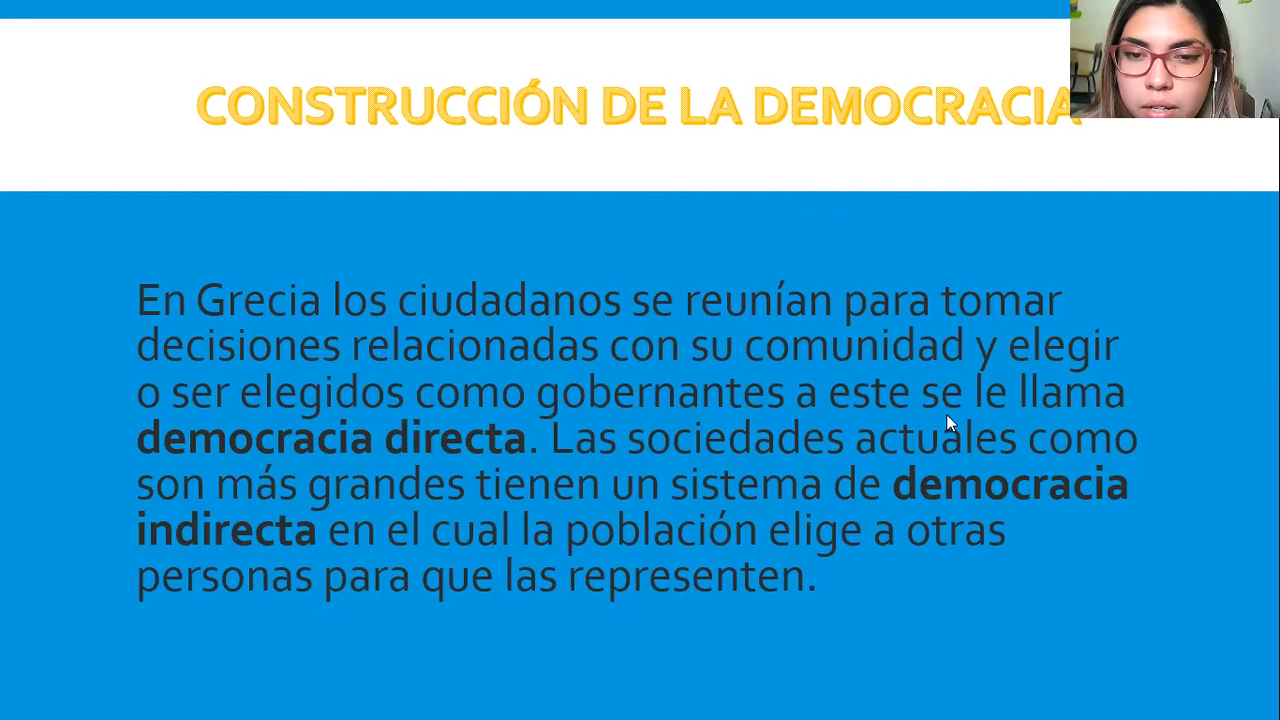 CONSTRUCCIÓN DE LA DEMOCRACIA
En Grecia los ciudadanos se reunían para tomar
decisiones relacionadas con su comunidad y elegir
o ser elegidos como gobernantes a este se le llama
democracia directa. Las sociedades actuales como
son más grandes tienen un sistema de democracia
indirecta en el cual la población elige a otras
personas para que las representen.